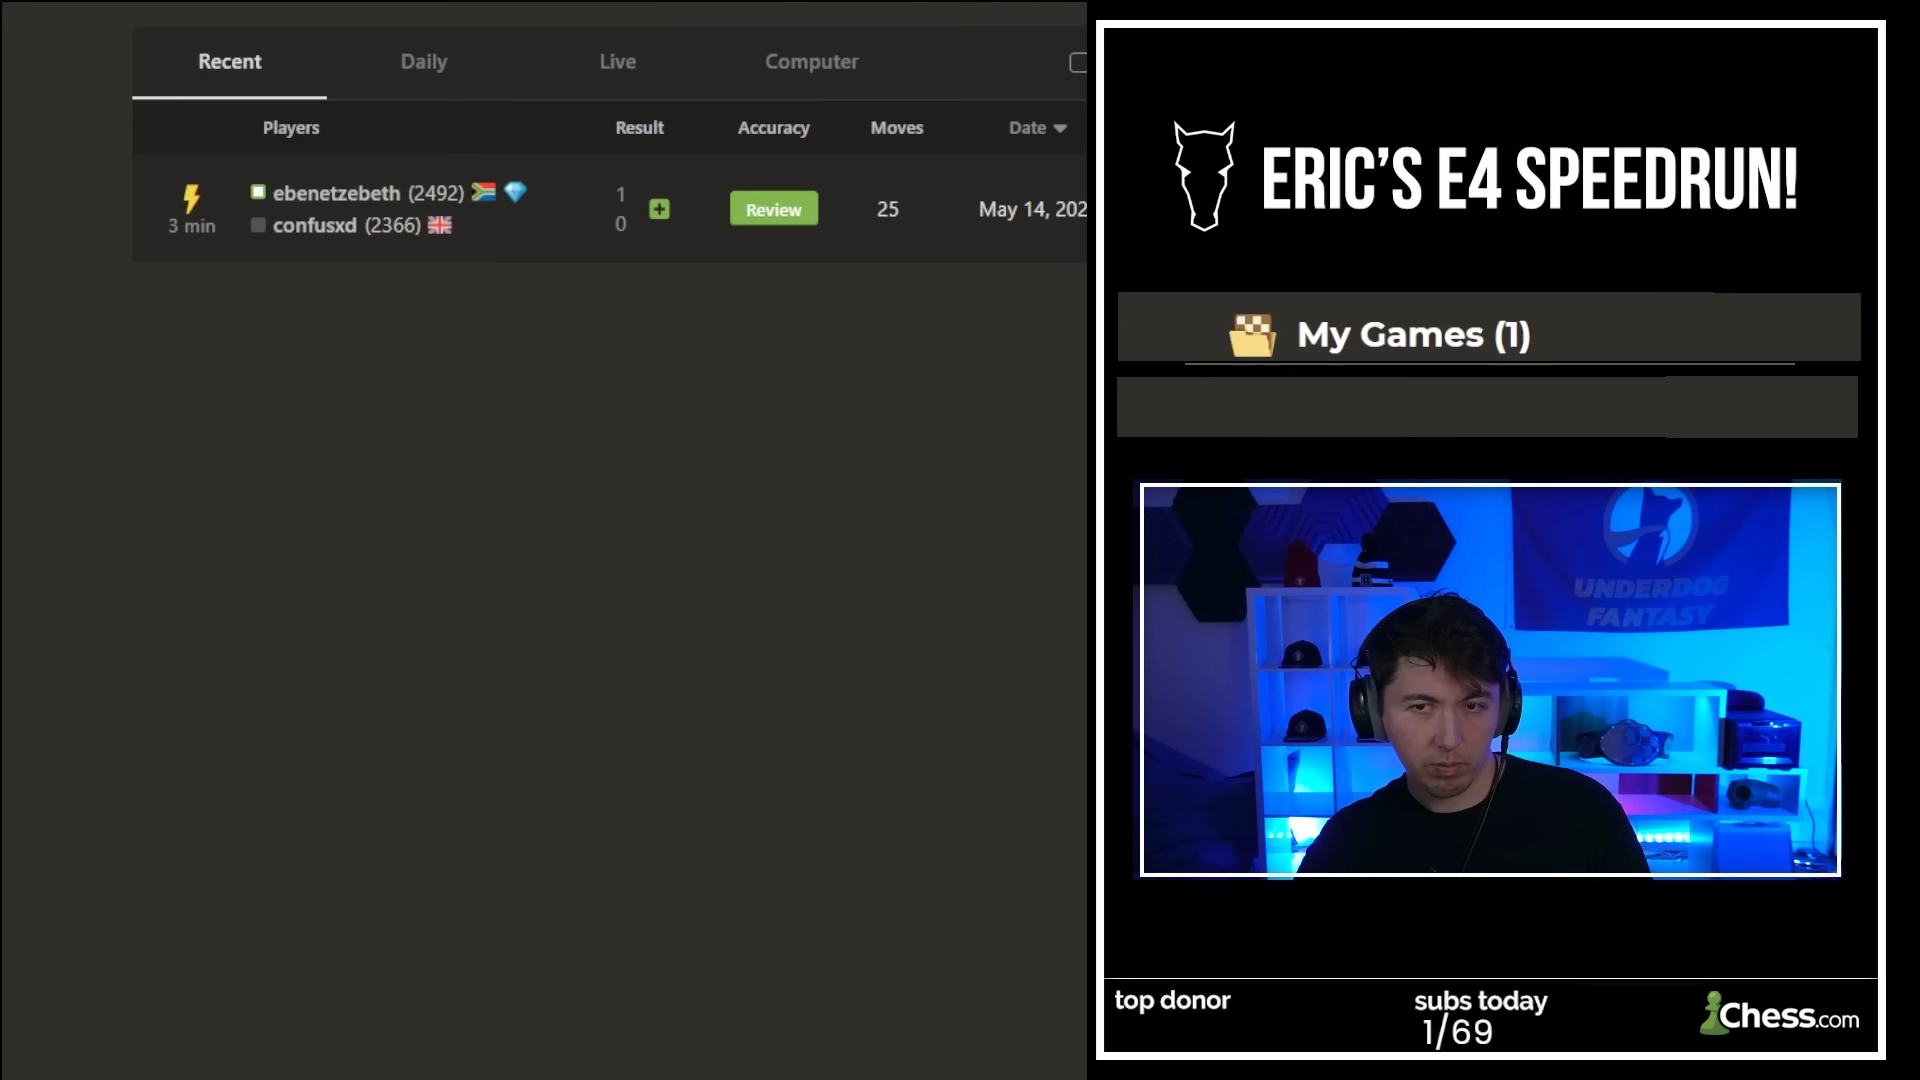 Recent Daily Live Computer
Players Result Accuracy Moves Date
3 min
ebenetzebeth (2492)
confusxd (2366)
1
0
Review
25
May 14, 202
ERIC'S E4 SPEEDRUN!
My Games (1)
UNDERDOG
FANTASY
top donor
subs today
1/69
Chess.com